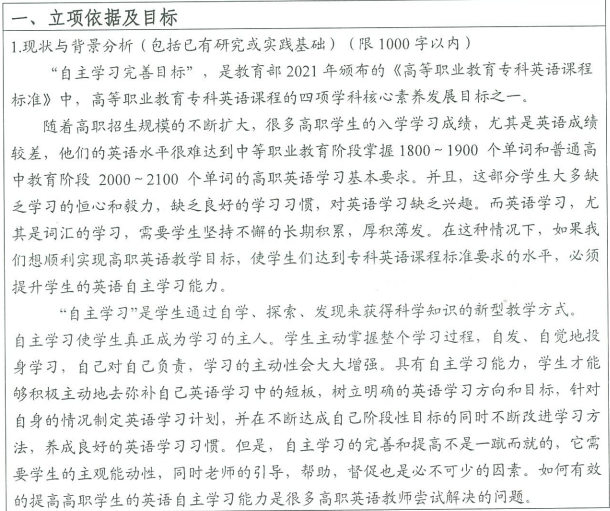 一、立项依据及目标
1.现状与背景分析（包括已有研究或实践基础）（限 1000 字以内）
“自主学习完善目标”，是教育部 2021 年颁布的《高等职业教育专科英语课程
标准》中，高等职业教育专科英语课程的四项学科核心素养发展目标之一。
随着高职招生规模的不断扩大，很多高职学生的入学学习成绩，尤其是英语成绩
较差，他们的英语水平很难达到中等职业教育阶段掌握 1800～1900 个单词和普通高
中教育阶段 2000～2100 个单词的高职英语学习基本要求。并且，这部分学生大多缺
乏学习的恒心和毅力，缺乏良好的学习习惯，对英语学习缺乏兴趣。而英语学习，尤
其是词汇的学习，需要学生坚持不懈的长期积累，厚积薄发。在这种情况下，如果我
们想顺利实现高职英语教学目标，使学生们达到专科英语课程标准要求的水平，必须
提升学生的英语自主学习能力。
“自主学习”是学生通过自学、探索、发现来获得科学知识的新型教学方式。
自主学习使学生真正成为学习的主人。学生主动掌握整个学习过程，自发、自觉地投
身学习，自己对自己负责，学习的主动性会大大增强。具有自主学习能力，学生才能
够积极主动地去弥补自己英语学习中的短板，树立明确的英语学习方向和目标，针对
自身的情况制定英语学习计划，并在不断达成自己阶段性目标的同时不断改进学习方
法，养成良好的英语学习习惯。但是，自主学习的完善和提高不是一蹴而就的，它需
要学生的主观能动性，同时老师的引导，帮助，督促也是必不可少的因素。如何有效
的提高高职学生的英语自主学习能力是很多高职英语教师尝试解决的问题。